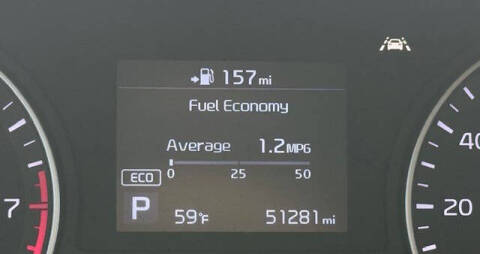 157 mi
Fuel Economy
Average 1.2 MPG
0 25 50
ECO
P 59°F 51281 mi
7
40
20